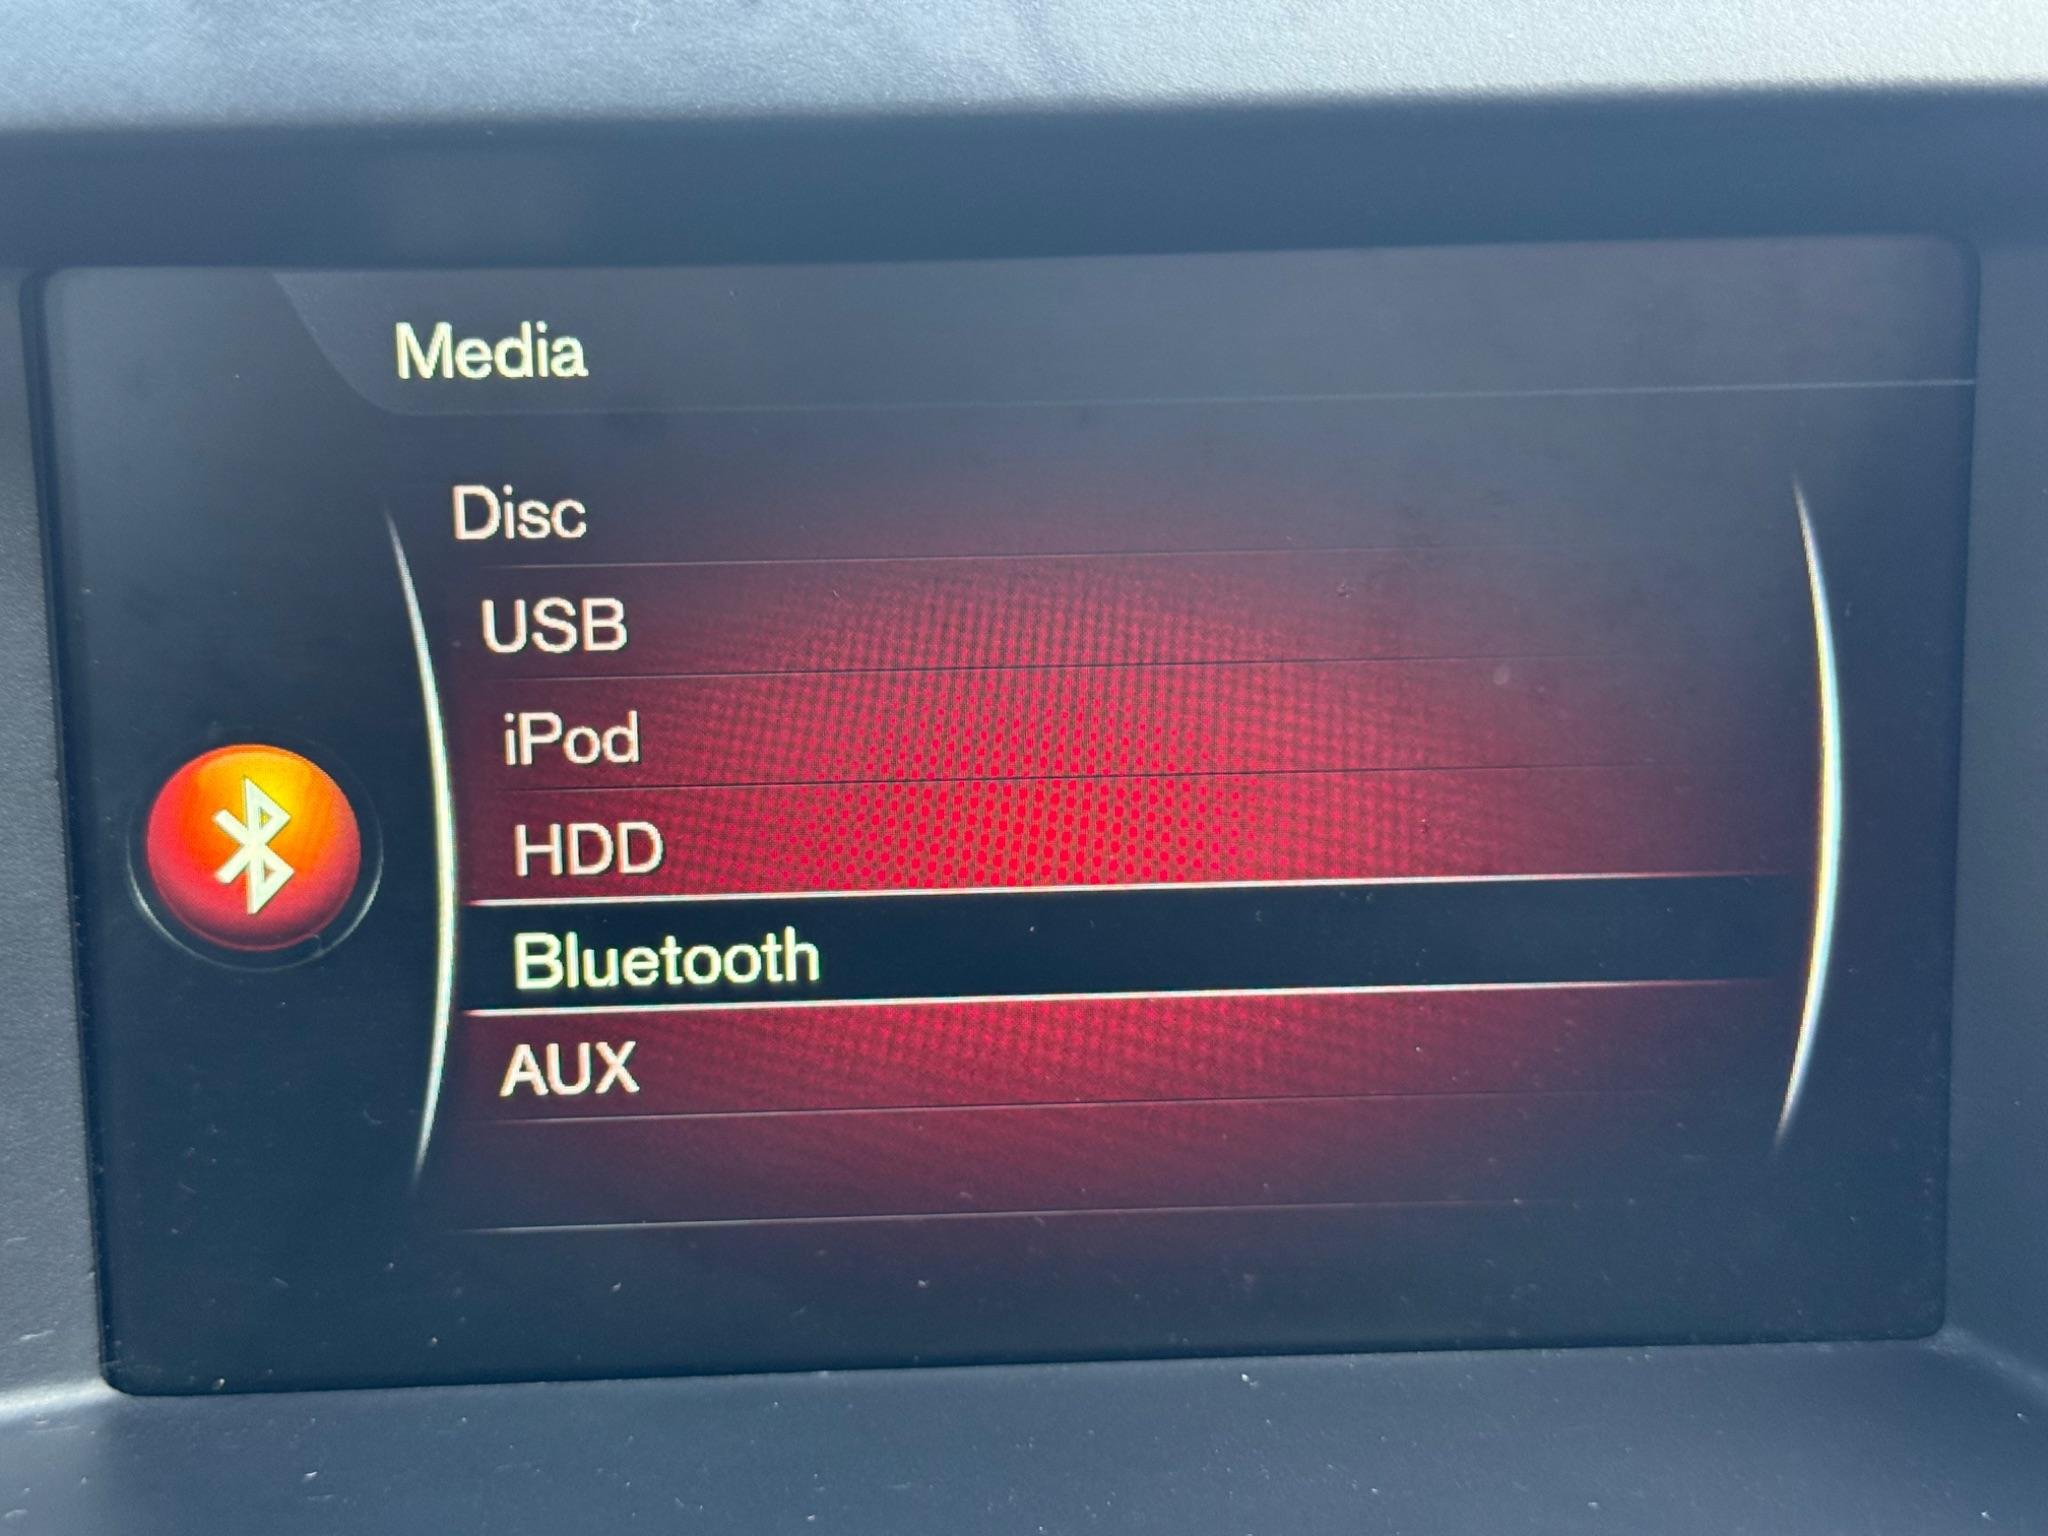 Media
Disc
USB
iPod
HDD
Bluetooth
AUX